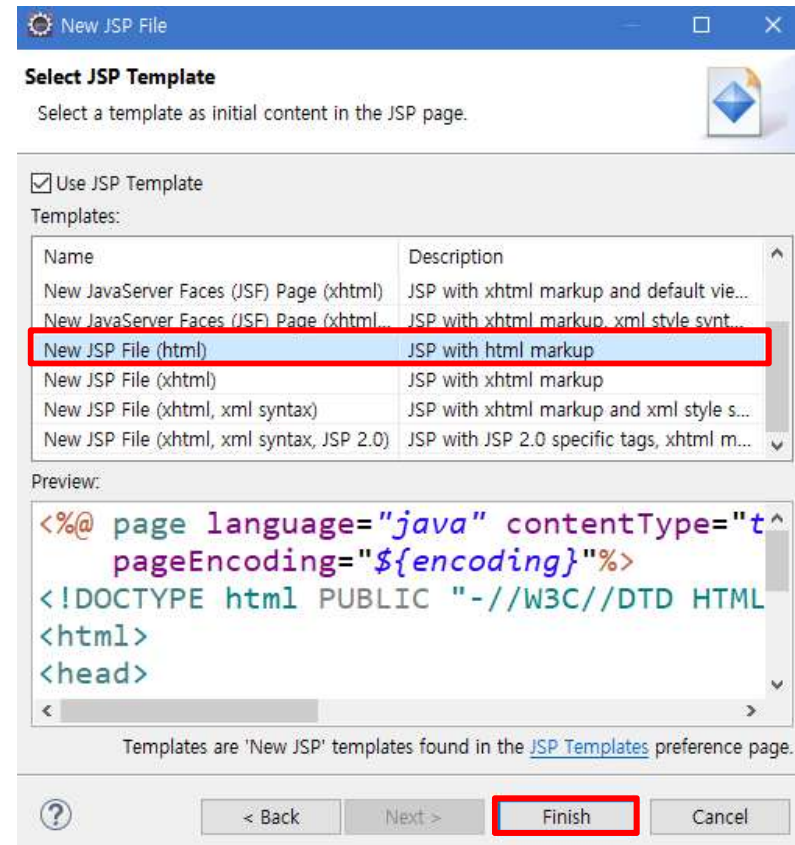 New JSP File
Select JSP Template
Select a template as initial content in the JSP page.
Use JSP Template
Templates:
Name Description
New JavaServer Faces (JSF) Page (xhtml) JSP with xhtml markup and default vie...
New JavaServer Faces (JSF) Page (xhtml... JSP with xhtml markup, xml style synt...
New JSP File (html) JSP with html markup
New JSP File (xhtml) JSP with xhtml markup
New JSP File (xhtml, xml syntax) JSP with xhtml markup and xml style s...
New JSP File (xhtml, xml syntax, JSP 2.0) JSP with JSP 2.0 specific tags, xhtml m...
Preview:
<%@ page language="java" contentType="t
pageEncoding="${encoding}"%>
<!DOCTYPE html PUBLIC "-//W3C//DTD HTML
<html>
<head>
Templates are 'New JSP' templates found in the JSP Templates preference page.
? < Back Next > Finish Cancel